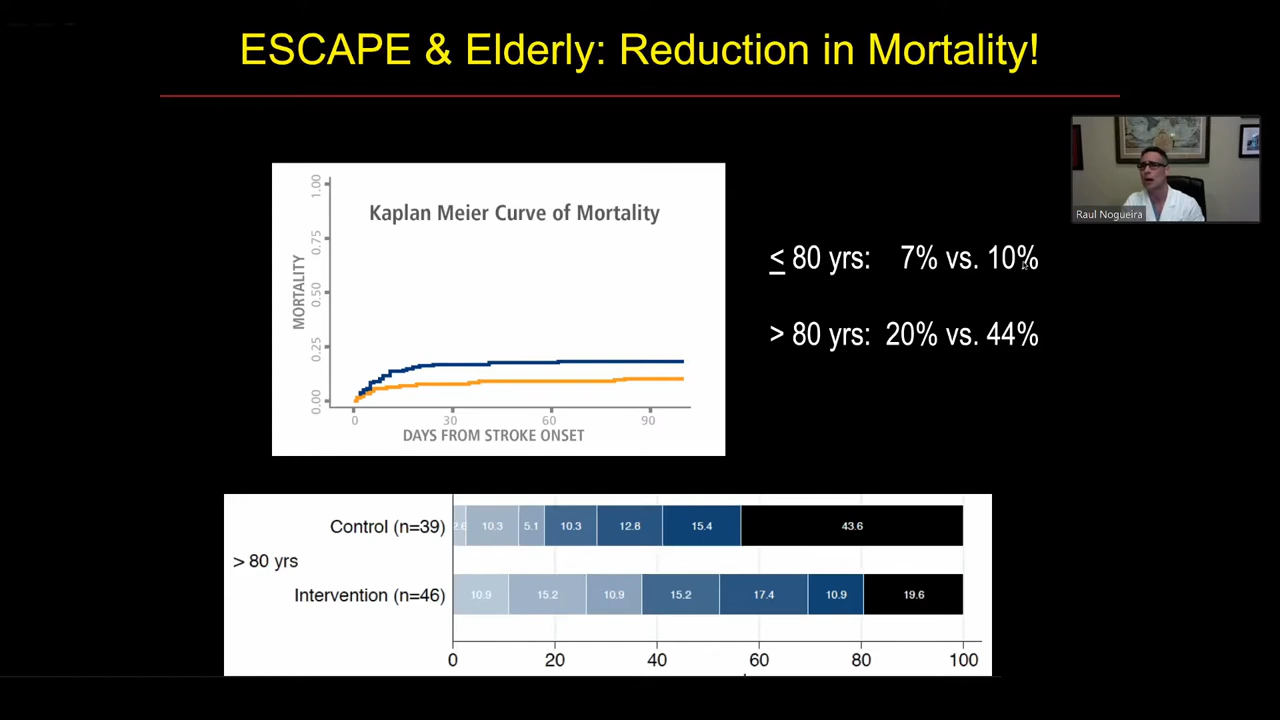 ESCAPE & Elderly: Reduction in Mortality!
Raul Nogueira
Kaplan Meier Curve of Mortality
MORTALITY
1.00
0.75
0.50
0.25
0.00
0 30 60 90
DAYS FROM STROKE ONSET
≤ 80 yrs: 7% vs. 10%
> 80 yrs: 20% vs. 44%
Control (n=39) 2.6 10.3 5.1 10.3 12.8 15.4 43.6
> 80 yrs
Intervention (n=46) 10.9 15.2 10.9 15.2 17.4 10.9 19.6
0 20 40 60 80 100